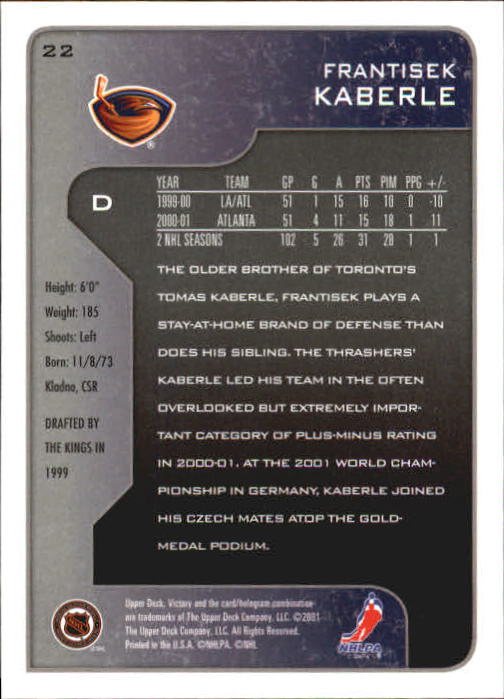 22
FRANTISEK
KABERLE
D
YEAR TEAM GP G A PTS PIM PPG +/-
1999-00 LA/ATL 51 1 15 16 10 0 -10
2000-01 ATLANTA 51 4 11 15 18 1 11
2 NHL SEASONS 102 5 26 31 28 1 1
THE OLDER BROTHER OF TORONTO'S
TOMAS KABERLE, FRANTISEK PLAYS A
STAY-AT-HOME BRAND OF DEFENSE THAN
DOES HIS SIBLING. THE THRASHERS'
KABERLE LED HIS TEAM IN THE OFTEN
OVERLOOKED BUT EXTREMELY IMPOR-
TANT CATEGORY OF PLUS-MINUS RATING
IN 2000-01. AT THE 2001 WORLD CHAM-
PIONSHIP IN GERMANY, KABERLE JOINED
HIS CZECH MATES ATOP THE GOLD-
MEDAL PODIUM.
Height: 6'0"
Weight: 185
Shoots: Left
Born: 11/8/73
Kladno, CSR
DRAFTED BY
THE KINGS IN
1999
Upper Deck, Victory and the card/hologram combination
are trademarks of The Upper Deck Company, LLC. ©2001
The Upper Deck Company, LLC. All Rights Reserved.
Printed in the U.S.A. ©NHLPA. ©NHL
NHL
NHLPA